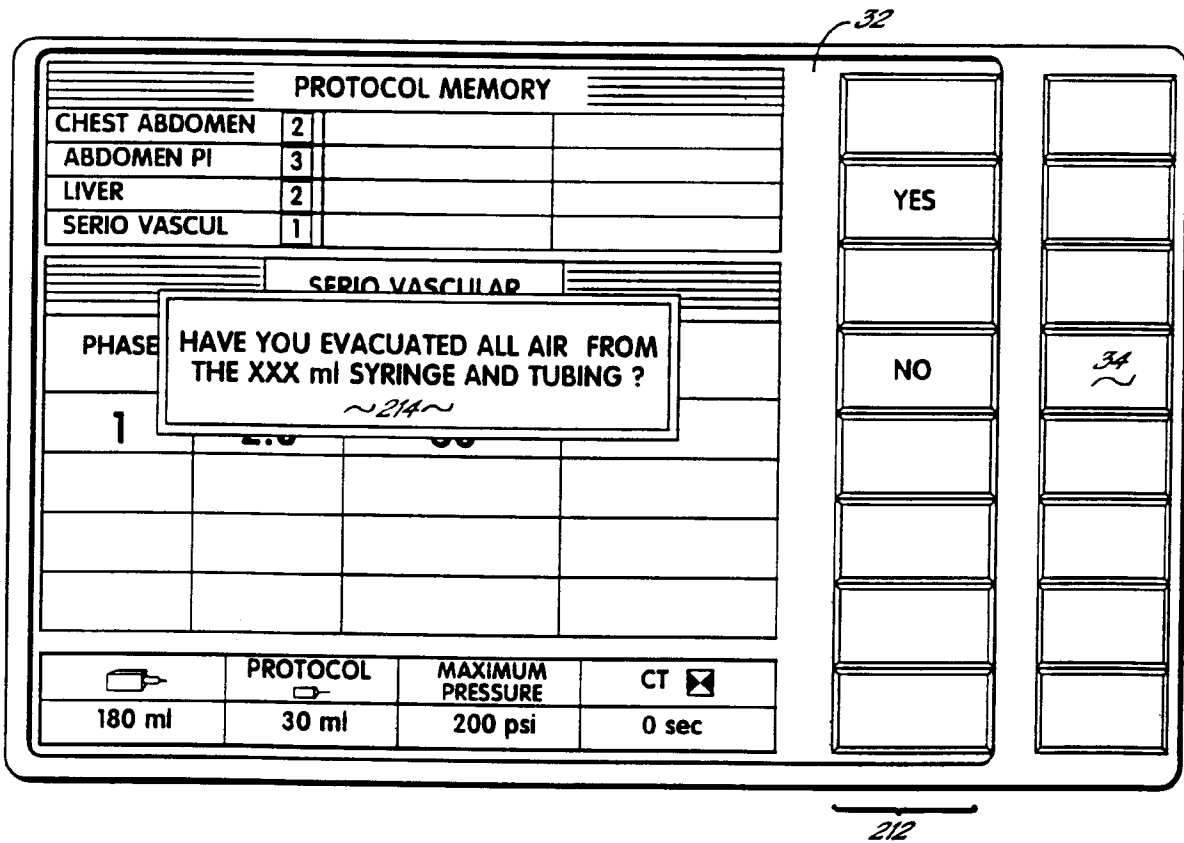 32
PROTOCOL MEMORY
CHEST ABDOMEN 2
ABDOMEN PI 3
LIVER 2
SERIO VASCUL 1
YES
SERIO VASCULAR
PHASE
HAVE YOU EVACUATED ALL AIR FROM
THE XXX ml SYRINGE AND TUBING ?
~214~
NO
34
1
PROTOCOL
MAXIMUM
PRESSURE
CT
180 ml
30 ml
200 psi
0 sec
212